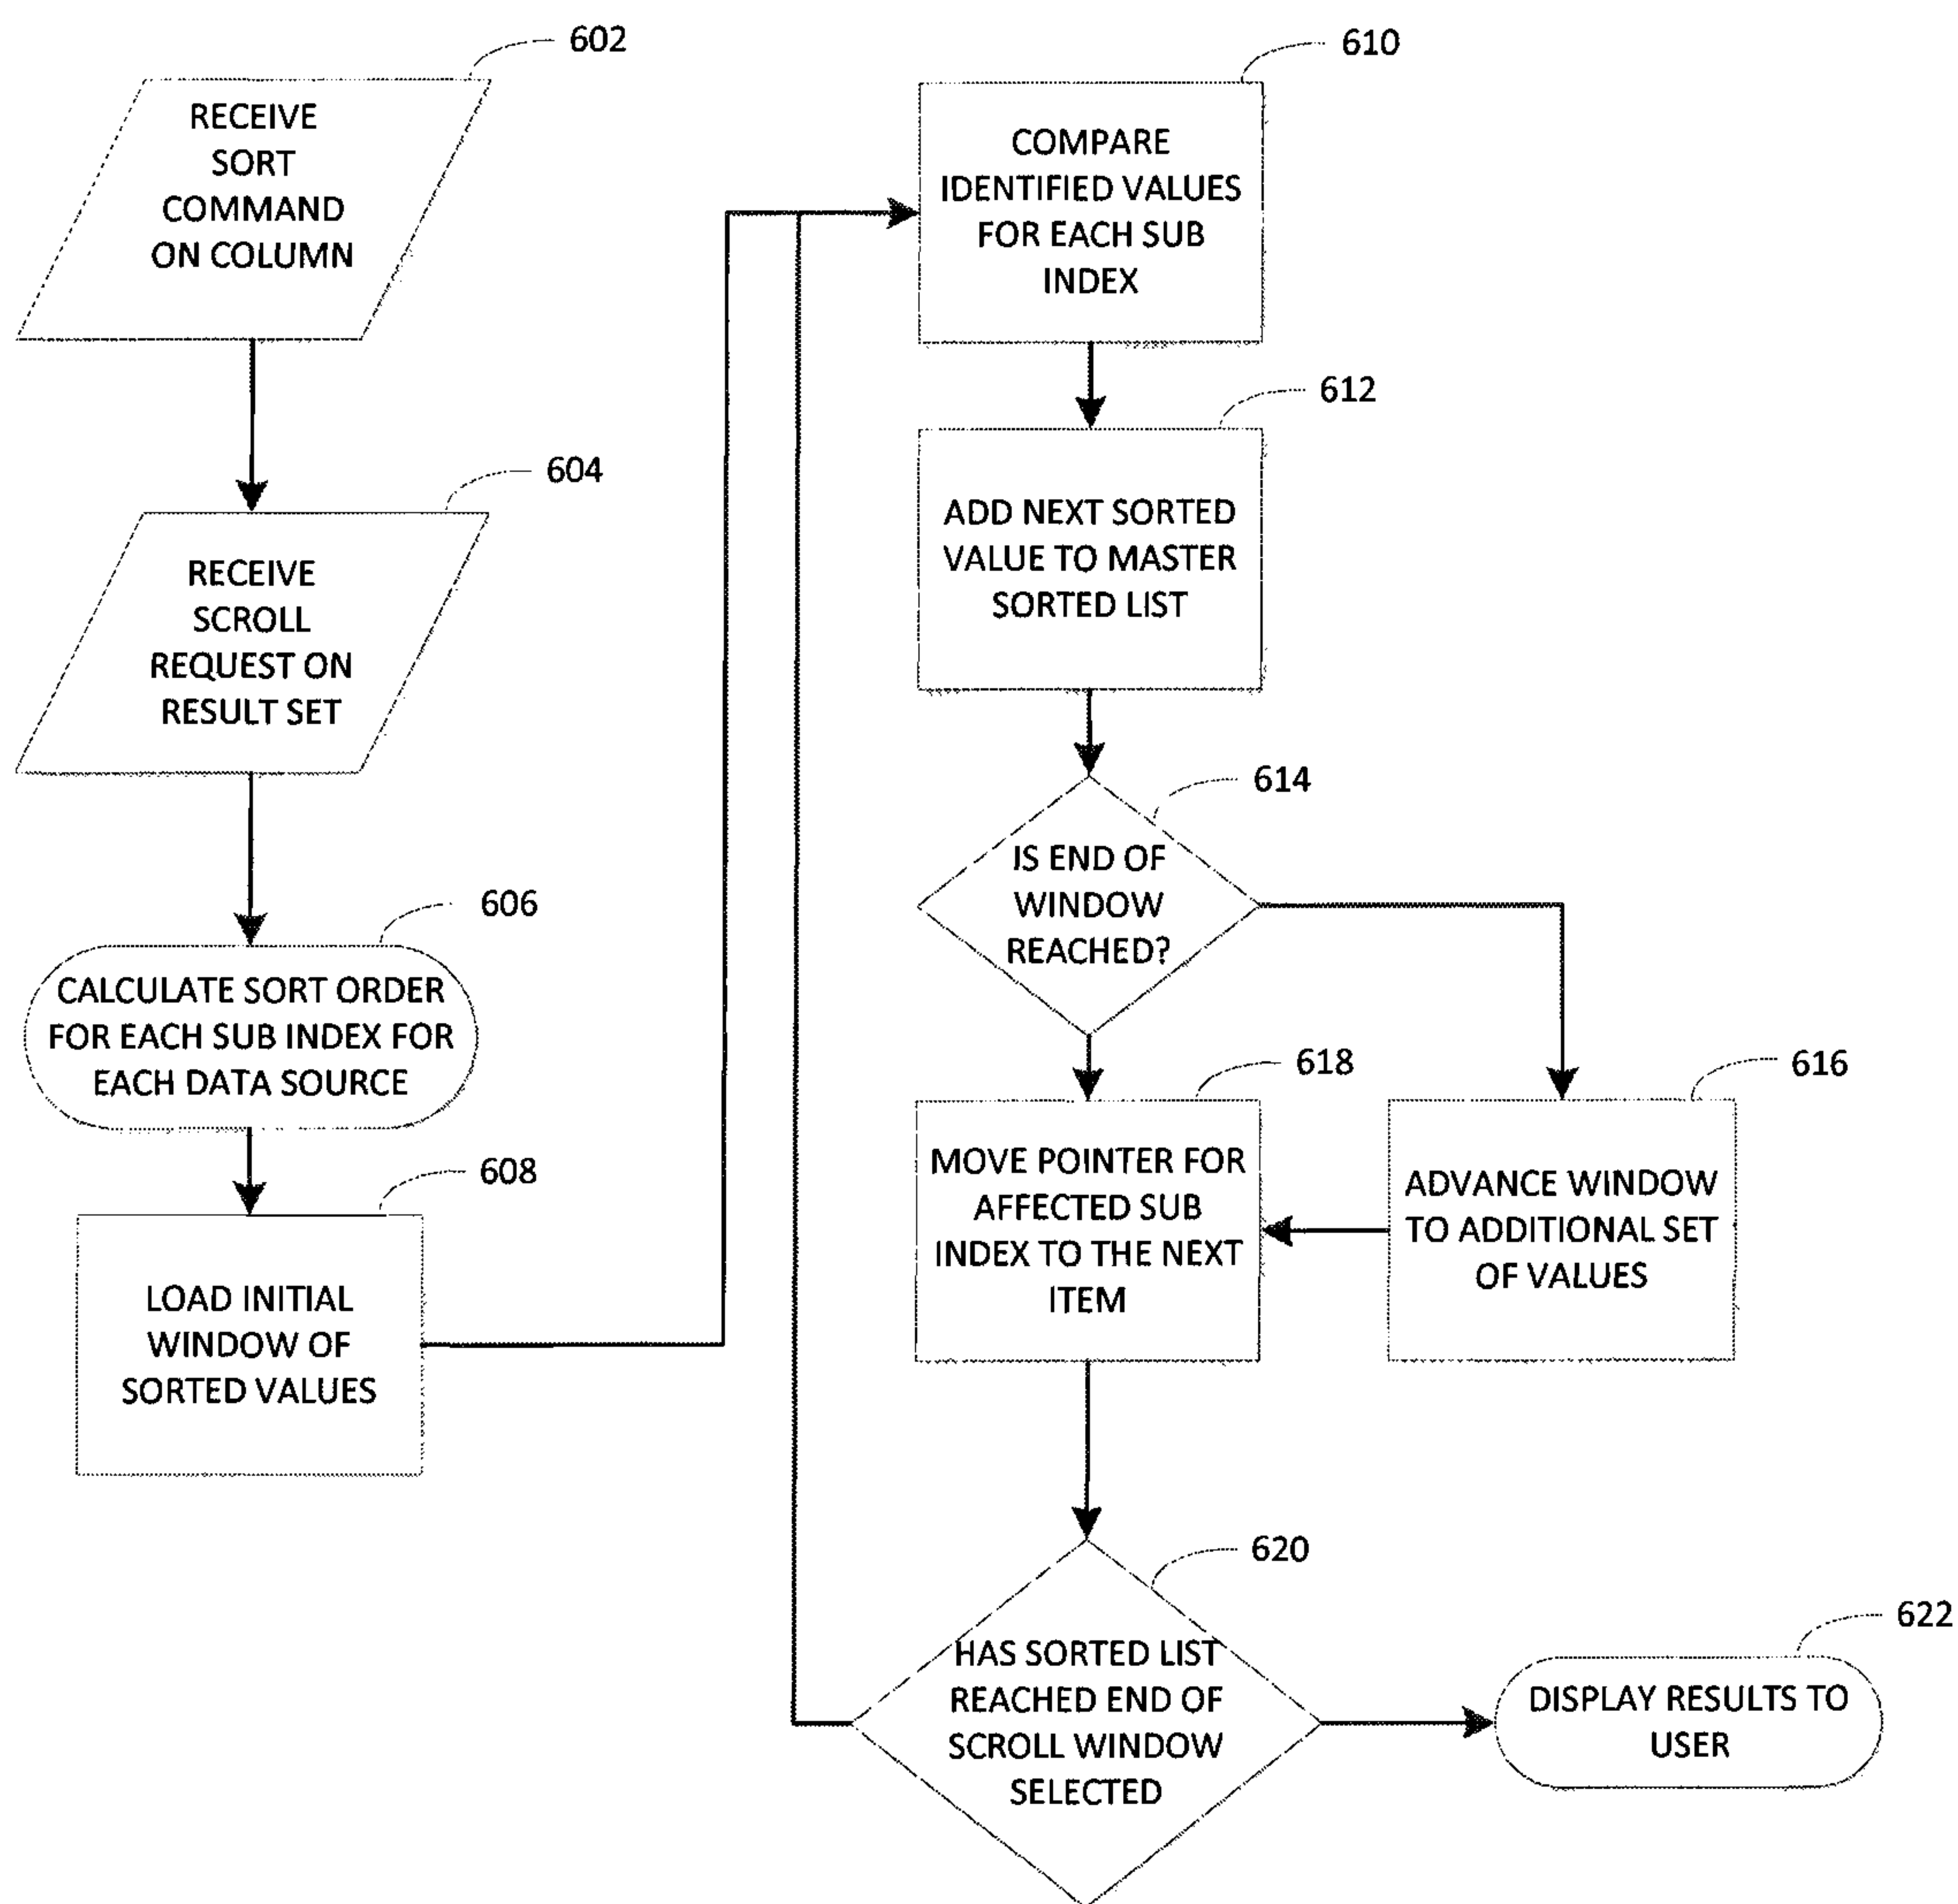 602
RECEIVE
SORT
COMMAND
ON COLUMN
604
RECEIVE
SCROLL
REQUEST ON
RESULT SET
606
CALCULATE SORT ORDER
FOR EACH SUB INDEX FOR
EACH DATA SOURCE
608
LOAD INITIAL
WINDOW OF
SORTED VALUES
610
COMPARE
IDENTIFIED VALUES
FOR EACH SUB
INDEX
612
ADD NEXT SORTED
VALUE TO MASTER
SORTED LIST
614
IS END OF
WINDOW
REACHED?
618
MOVE POINTER FOR
AFFECTED SUB
INDEX TO THE NEXT
ITEM
616
ADVANCE WINDOW
TO ADDITIONAL SET
OF VALUES
620
HAS SORTED LIST
REACHED END OF
SCROLL WINDOW
SELECTED
622
DISPLAY RESULTS TO
USER